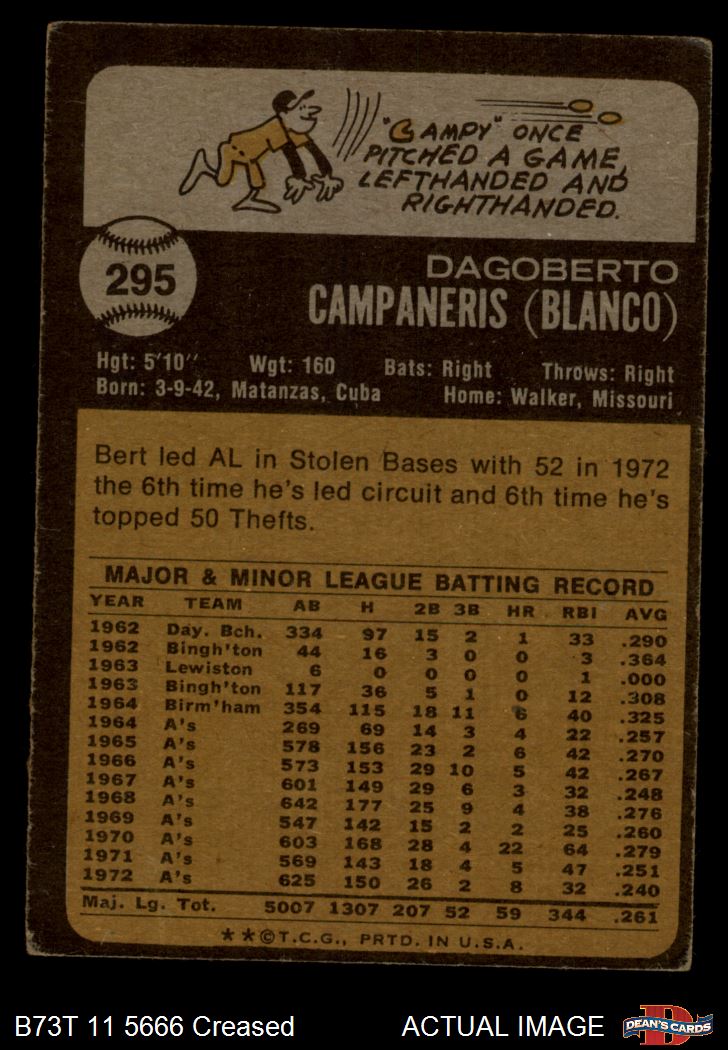 "CAMPY" ONCE
PITCHED A GAME,
LEFTHANDED AND
RIGHTHANDED.
295
DAGOBERTO
CAMPANERIS (BLANCO)
Hgt: 5'10" Wgt: 160 Bats: Right Throws: Right
Born: 3-9-42, Matanzas, Cuba Home: Walker, Missouri
Bert led AL in Stolen Bases with 52 in 1972
the 6th time he's led circuit and 6th time he's
topped 50 Thefts.
MAJOR & MINOR LEAGUE BATTING RECORD
YEAR TEAM AB H 2B 3B HR RBI AVG
1962 Day. Bch. 334 97 15 2 1 33 .290
1962 Bingh'ton 44 16 3 0 0 3 .364
1963 Lewiston 6 0 0 0 0 1 .000
1963 Bingh'ton 117 36 5 1 0 12 .308
1964 Birm'ham 354 115 18 11 6 40 .325
1964 A's 269 69 14 3 4 22 .257
1965 A's 578 156 23 2 6 42 .270
1966 A's 573 153 29 10 5 42 .267
1967 A's 601 149 29 6 3 32 .248
1968 A's 642 177 25 9 4 38 .276
1969 A's 547 142 15 2 2 25 .260
1970 A's 603 168 28 4 22 64 .279
1971 A's 569 143 18 4 5 47 .251
1972 A's 625 150 26 2 8 32 .240
Maj. Lg. Tot. 5007 1307 207 52 59 344 .261
**©T.C.G., PRTD. IN U.S.A.
B73T 11 5666 Creased ACTUAL IMAGE D DEAN'S CARDS